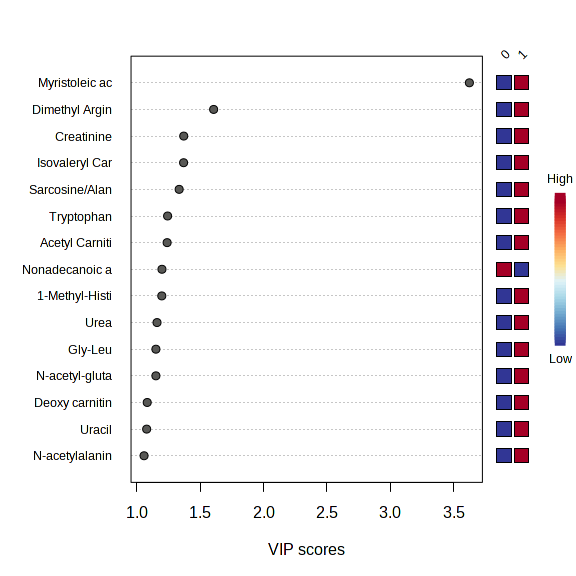 0 1
Myristoleic ac
Dimethyl Argin
Creatinine
Isovaleryl Car
Sarcosine/Alan
Tryptophan
Acetyl Carniti
Nonadecanoic a
1-Methyl-Histi
Urea
Gly-Leu
N-acetyl-gluta
Deoxy carnitin
Uracil
N-acetylalanin
High
Low
1.0 1.5 2.0 2.5 3.0 3.5
VIP scores